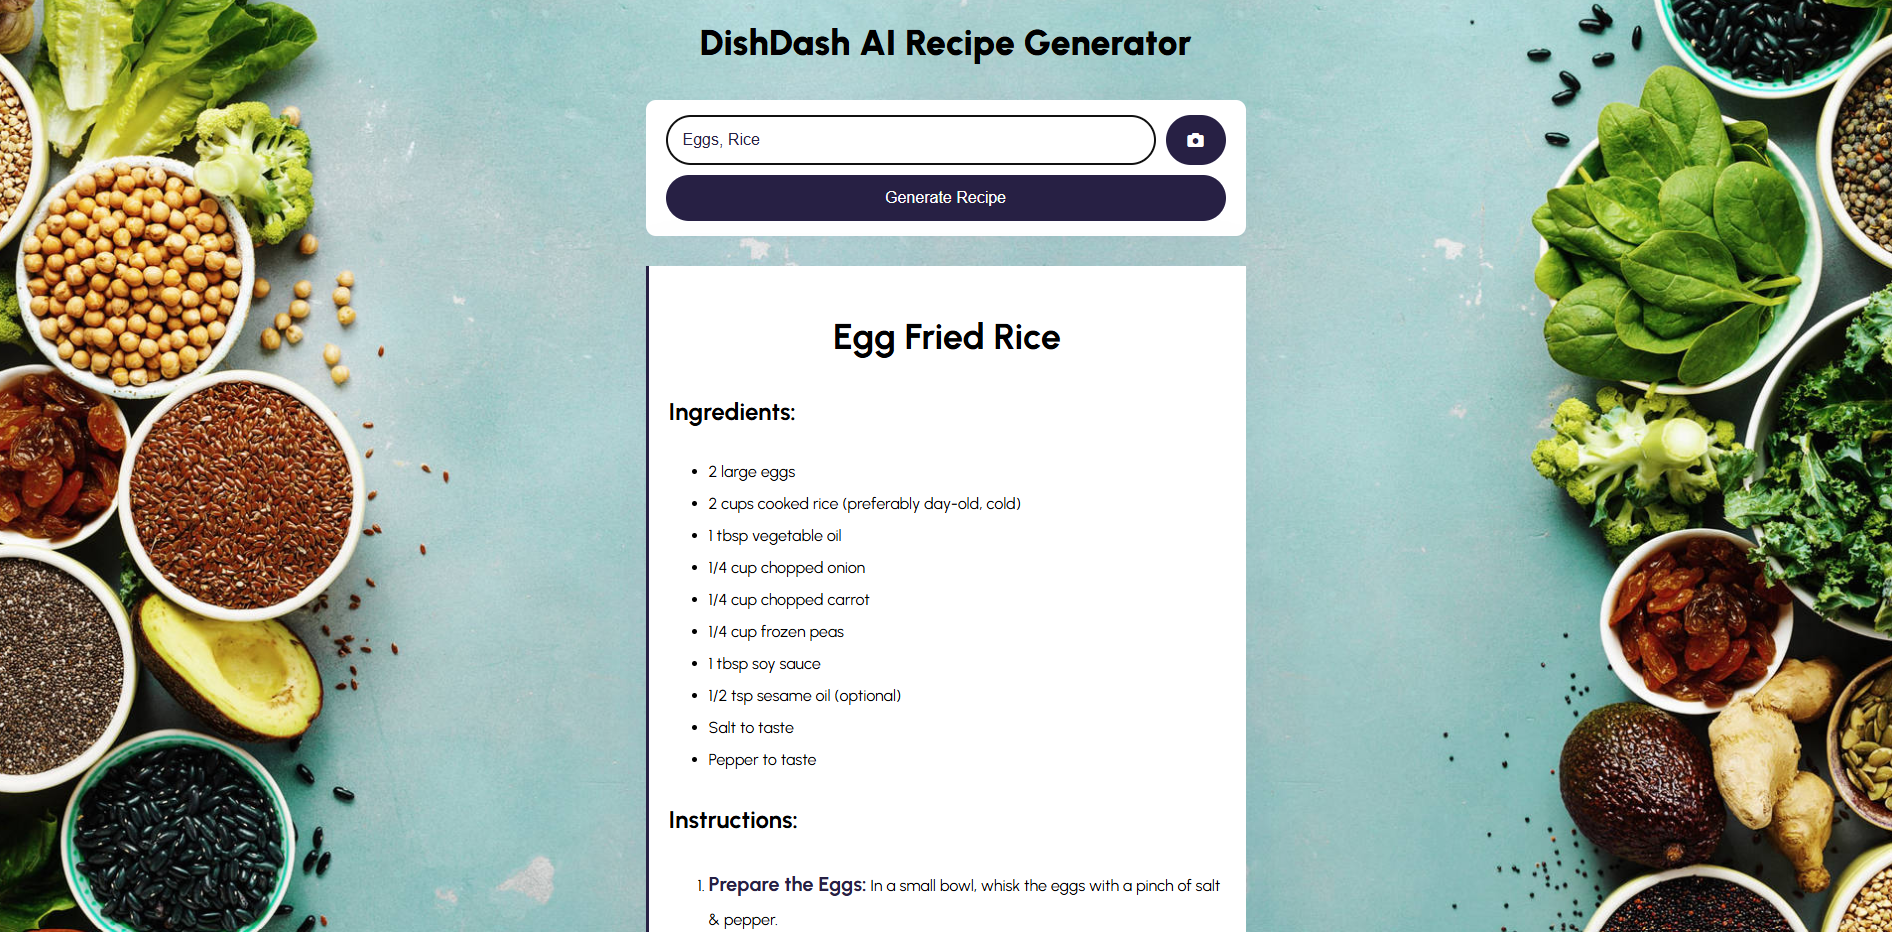 DishDash AI Recipe Generator
Eggs, Rice
Generate Recipe
Egg Fried Rice
Ingredients:
• 2 large eggs
• 2 cups cooked rice (preferably day-old, cold)
• 1 tbsp vegetable oil
• 1/4 cup chopped onion
• 1/4 cup chopped carrot
• 1/4 cup frozen peas
• 1 tbsp soy sauce
• 1/2 tsp sesame oil (optional)
• Salt to taste
• Pepper to taste
Instructions:
1. Prepare the Eggs: In a small bowl, whisk the eggs with a pinch of salt
& pepper.